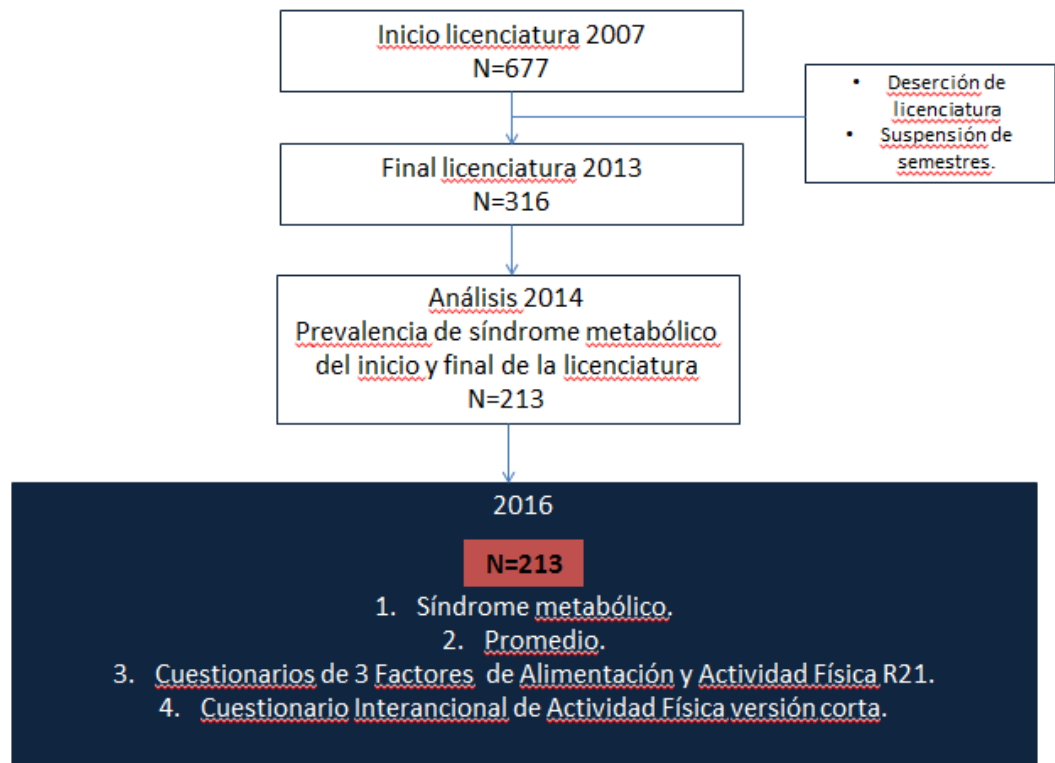 Inicio licenciatura 2007
N=677
• Deserción de
licenciatura
• Suspensión de
semestres.
Final licenciatura 2013
N=316
Análisis 2014
Prevalencia de síndrome metabólico
del inicio y final de la licenciatura
N=213
2016
N=213
1. Síndrome metabólico.
2. Promedio.
3. Cuestionarios de 3 Factores de Alimentación y Actividad Física R21.
4. Cuestionario Interancional de Actividad Física versión corta.